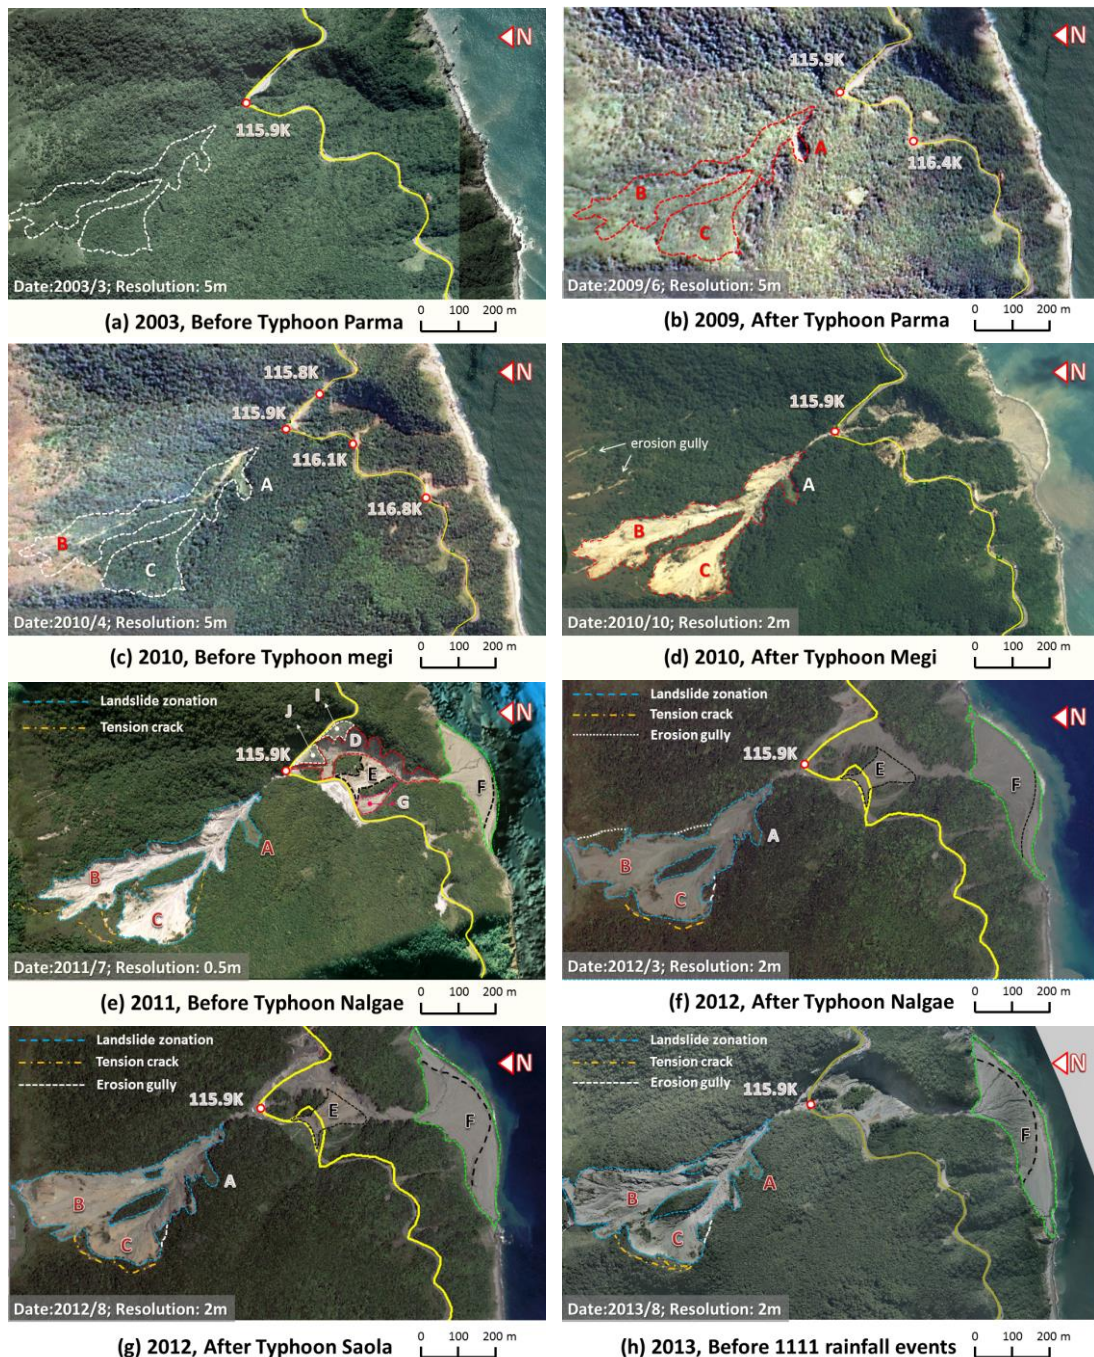 N
115.9K
Date:2003/3; Resolution: 5m
(a) 2003, Before Typhoon Parma
0 100 200 m
N
115.9K
116.4K
A
B
C
Date:2009/6; Resolution: 5m
(b) 2009, After Typhoon Parma
0 100 200 m
N
115.8K
115.9K
116.1K
116.8K
A
B
C
Date:2010/4; Resolution: 5m
(c) 2010, Before Typhoon megi
0 100 200 m
N
115.9K
erosion gully
A
B
C
Date:2010/10; Resolution: 2m
(d) 2010, After Typhoon Megi
0 100 200 m
Landslide zonation
Tension crack
N
I
J
D
115.9K
E
F
G
A
B
C
Date:2011/7; Resolution: 0.5m
(e) 2011, Before Typhoon Nalgae
0 100 200 m
Landslide zonation
Tension crack
Erosion gully
N
115.9K
E
F
A
B
C
Date:2012/3; Resolution: 2m
(f) 2012, After Typhoon Nalgae
0 100 200 m
Landslide zonation
Tension crack
Erosion gully
N
115.9K
E
F
A
B
C
Date:2012/8; Resolution: 2m
(g) 2012, After Typhoon Saola
0 100 200 m
Landslide zonation
Tension crack
Erosion gully
N
115.9K
F
A
B
C
Date:2013/8; Resolution: 2m
(h) 2013, Before 1111 rainfall events
0 100 200 m